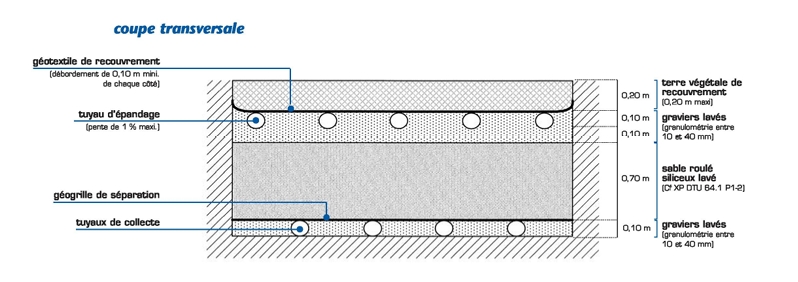 coupe transversale
géotextile de recouvrement
(débordement de 0,10 m mini.
de chaque côté)
tuyau d'épandage
(pente de 1 % maxi.)
géogrille de séparation
tuyaux de collecte
0,20 m
0,10 m
0,10 m
0,70 m
0,10 m
terre végétale de
recouvrement
(0,20 m maxi)
graviers lavés
(granulométrie entre
10 et 40 mm)
sable roulé
siliceux lavé
(Cf XP DTU 64.1 P1-2)
graviers lavés
(granulométrie entre
10 et 40 mm)